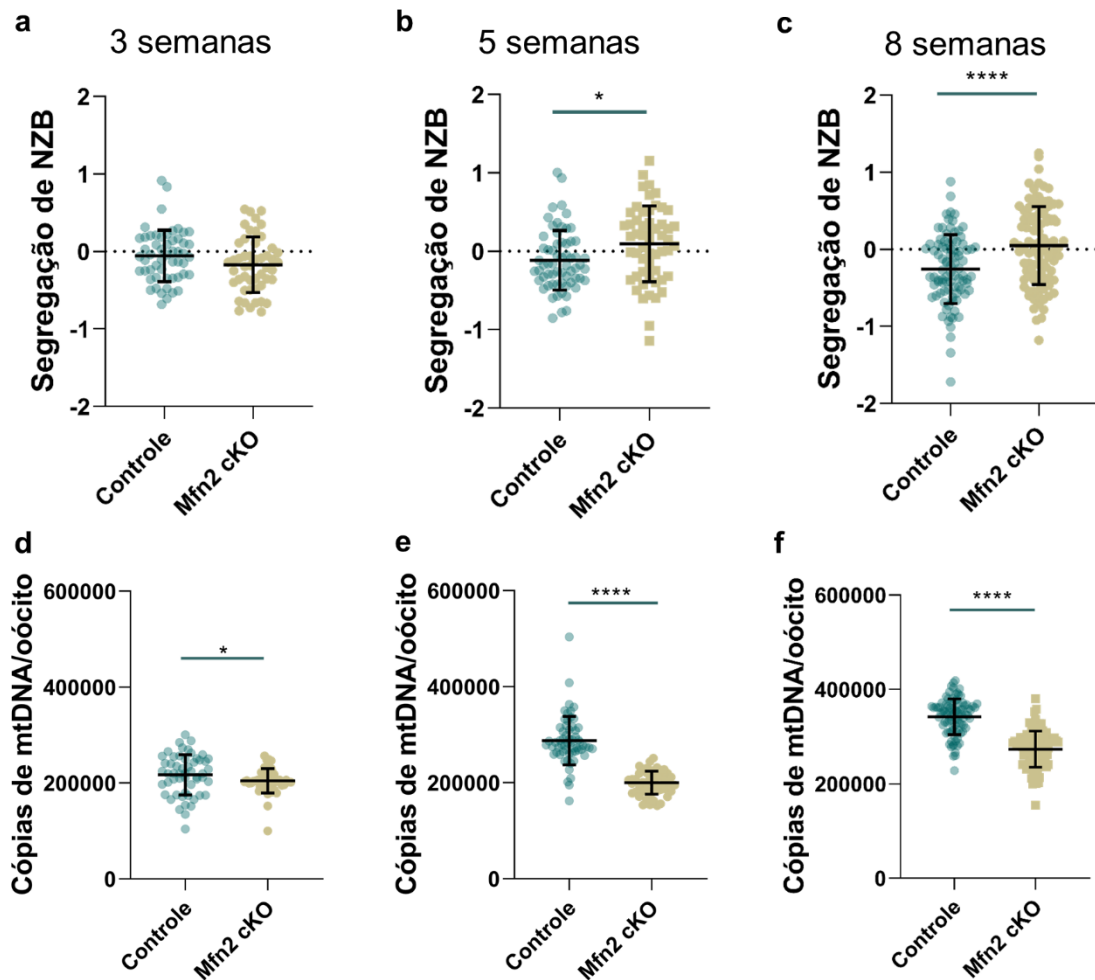 a
3 semanas
Segregação de NZB
2
1
0
-1
-2
Controle
Mfn2 cKO
b
5 semanas
Segregação de NZB
*
2
1
0
-1
-2
Controle
Mfn2 cKO
c
8 semanas
Segregação de NZB
****
2
1
0
-1
-2
Controle
Mfn2 cKO
d
Cópias de mtDNA/oócito
*
600000
400000
200000
0
Controle
Mfn2 cKO
e
Cópias de mtDNA/oócito
****
600000
400000
200000
0
Controle
Mfn2 cKO
f
Cópias de mtDNA/oócito
****
600000
400000
200000
0
Controle
Mfn2 cKO